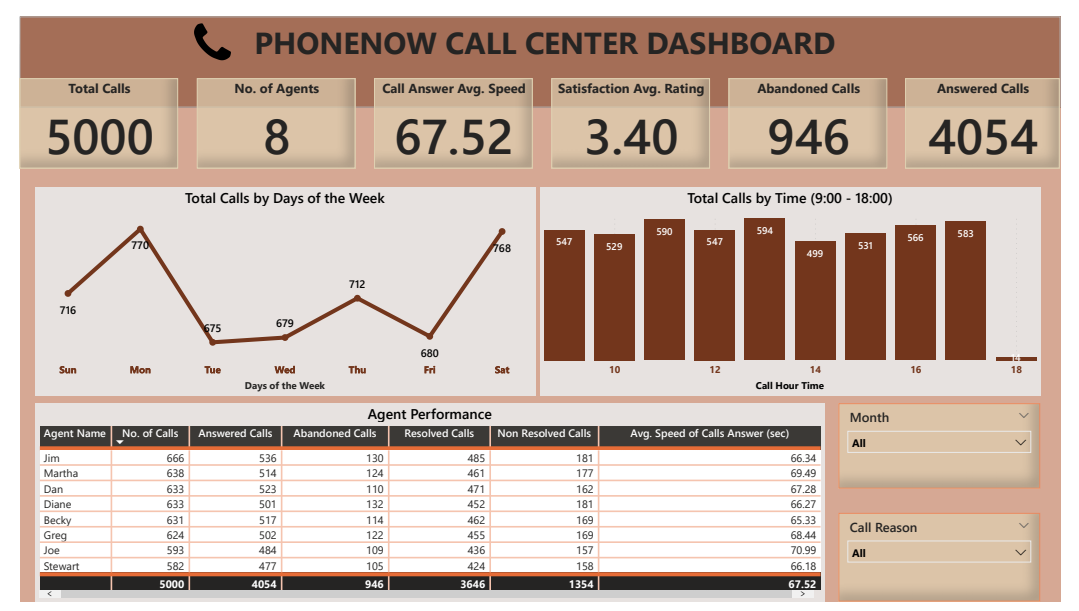 PHONENOW CALL CENTER DASHBOARD
Total Calls
5000
No. of Agents
8
Call Answer Avg. Speed
67.52
Satisfaction Avg. Rating
3.40
Abandoned Calls
946
Answered Calls
4054
Total Calls by Days of the Week
716
770
675
679
712
680
768
Sun Mon Tue Wed Thu Fri Sat
Days of the Week
Total Calls by Time (9:00 - 18:00)
547 529 590 547 594 499 531 566 583 14
10 12 14 16 18
Call Hour Time
Agent Performance
Agent Name No. of Calls Answered Calls Abandoned Calls Resolved Calls Non Resolved Calls Avg. Speed of Calls Answer (sec)
Jim 666 536 130 485 181 66.34
Martha 638 514 124 461 177 69.49
Dan 633 523 110 471 162 67.28
Diane 633 501 132 452 181 66.27
Becky 631 517 114 462 169 65.33
Greg 624 502 122 455 169 68.44
Joe 593 484 109 436 157 70.99
Stewart 582 477 105 424 158 66.18
5000 4054 946 3646 1354 67.52
Month
All
Call Reason
All